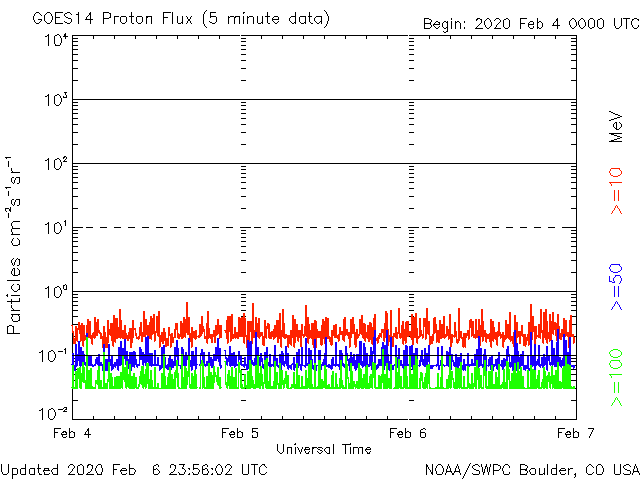 GOES14 Proton Flux (5 minute data)
Begin: 2020 Feb 4 0000 UTC
10⁴
10³
10²
10¹
10⁰
10⁻¹
10⁻²
Particles cm⁻²s⁻¹sr⁻¹
MeV
>=10
>=50
>=100
Feb 4
Feb 5
Feb 6
Feb 7
Universal Time
Updated 2020 Feb 6 23:56:02 UTC
NOAA/SWPC Boulder, CO USA